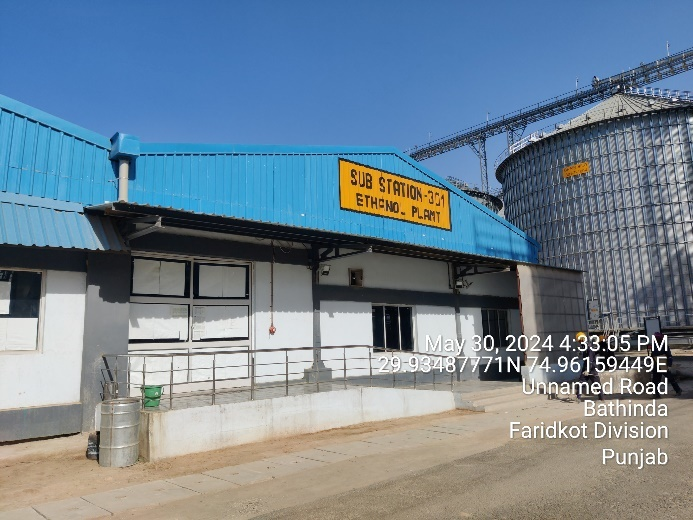 SUB STATION-301
ETHANOL PLANT
May 30, 2024 4:33:05 PM
29.93487771N 74.96159449E
Unnamed Road
Bathinda
Faridkot Division
Punjab